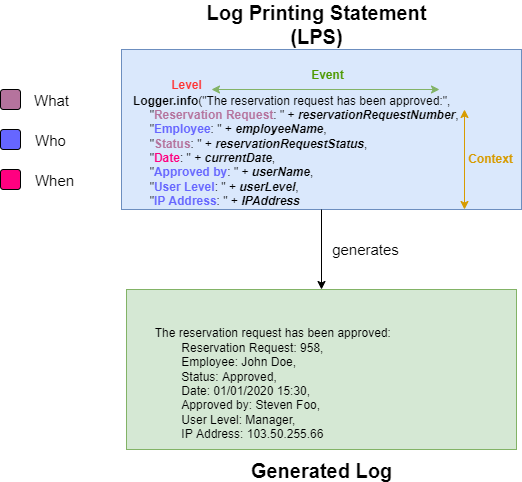 Log Printing Statement
(LPS)
Level
Event
Logger.info("The reservation request has been approved:",
"Reservation Request: " + reservationRequestNumber,
"Employee: " + employeeName,
"Status: " + reservationRequestStatus,
"Date: " + currentDate,
"Approved by: " + userName,
"User Level: " + userLevel,
"IP Address: " + IPAddress
Context
What
Who
When
generates
The reservation request has been approved:
Reservation Request: 958,
Employee: John Doe,
Status: Approved,
Date: 01/01/2020 15:30,
Approved by: Steven Foo,
User Level: Manager,
IP Address: 103.50.255.66
Generated Log